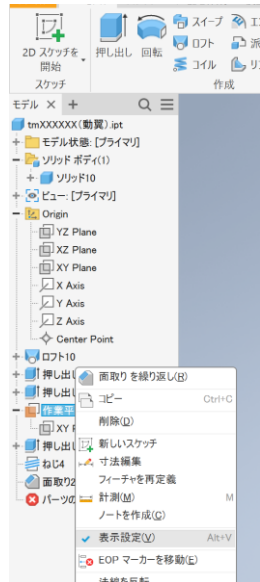 2D スケッチを
開始
押し出し
回転
スイープ
ロフト
コイル
スケッチ
作成
モデル × +
tmXXXXXX(動翼).ipt
モデル状態: [プライマリ]
ソリッド ボディ(1)
ソリッド10
ビュー: [プライマリ]
Origin
YZ Plane
XZ Plane
XY Plane
X Axis
Y Axis
Z Axis
Center Point
ロフト10
押し出し
押し出し
作業平
XY
押し出し
ねじ4
面取り2
パーツの
面取り を繰り返し(R)
コピー Ctrl+C
削除(D)
新しいスケッチ
寸法編集
フィーチャを再定義
計測(M) M
ノートを作成(C)
表示設定(V) Alt+V
EOP マーカーを移動(E)
法線を反転